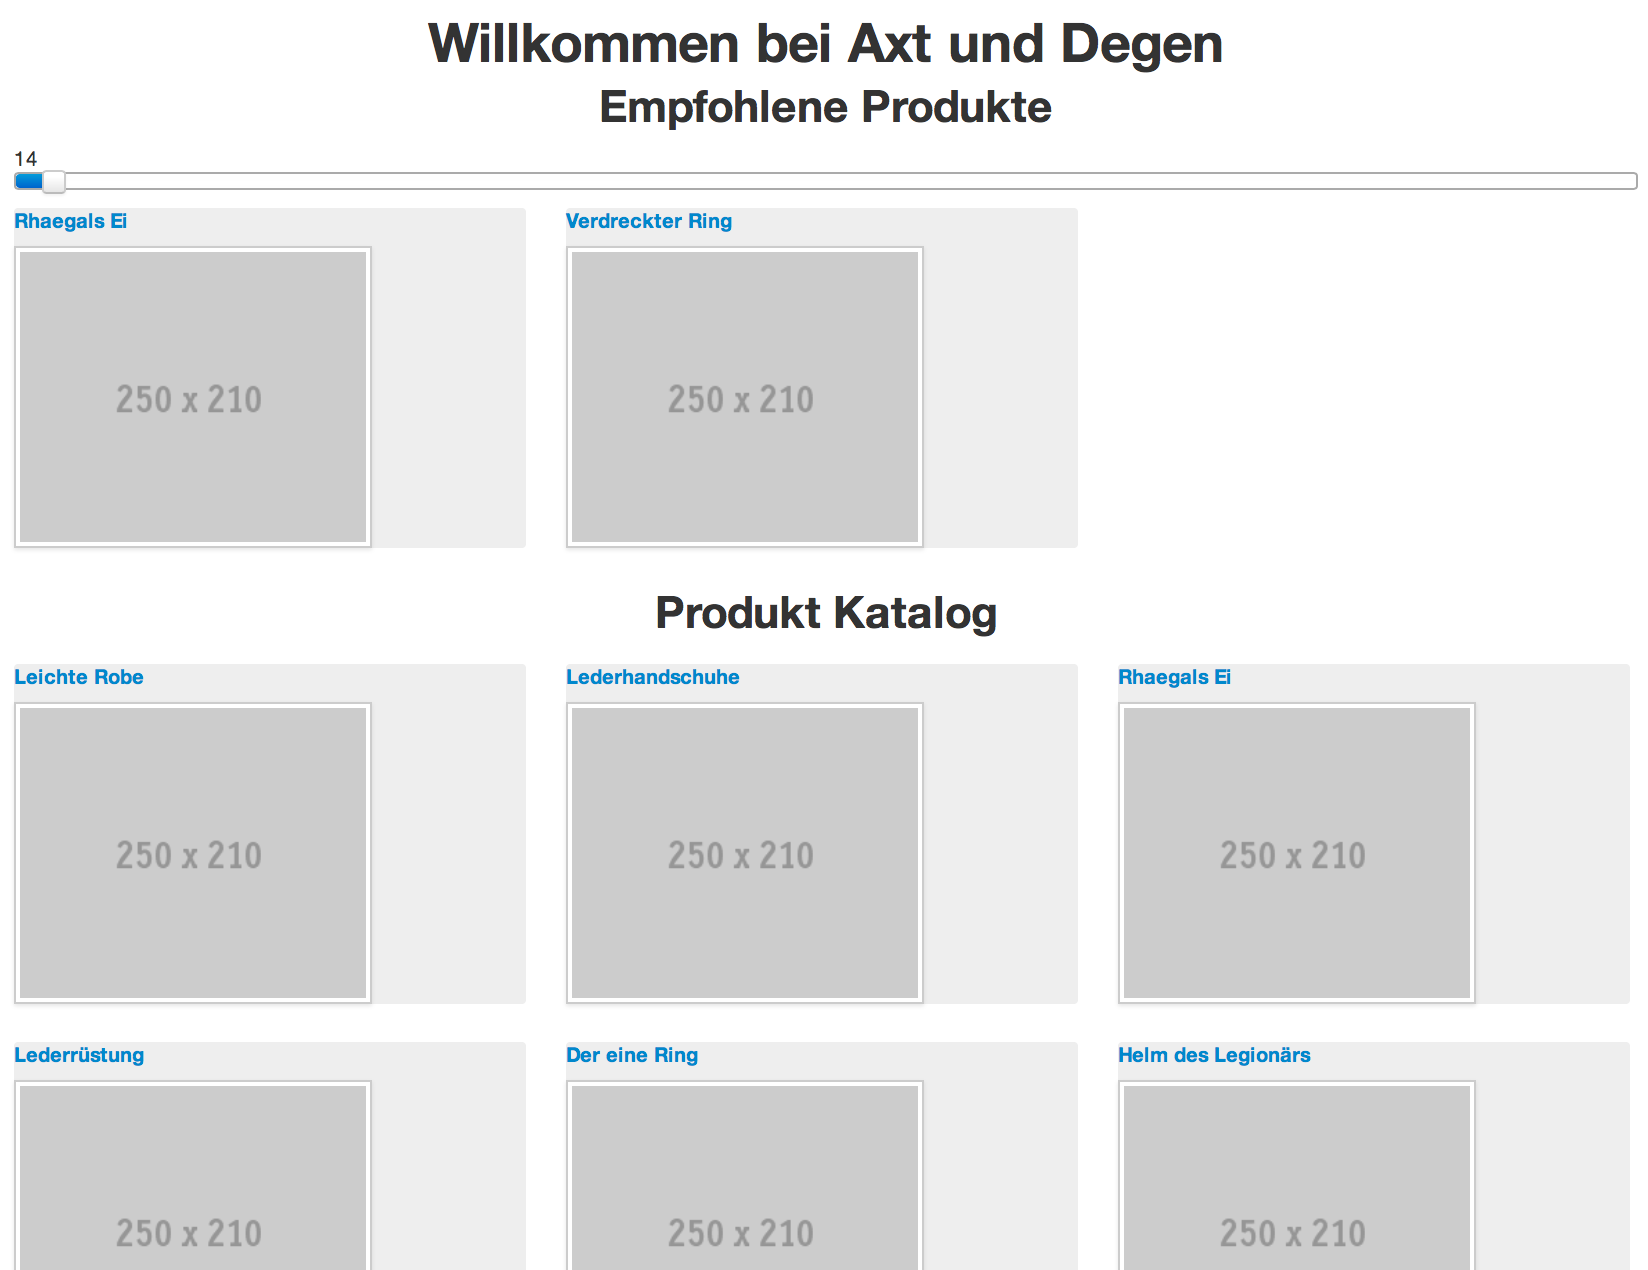 Willkommen bei Axt und Degen
Empfohlene Produkte
14
Rhaegals Ei
Verdreckter Ring
250 x 210
250 x 210
Produkt Katalog
Leichte Robe
Lederhandschuhe
Rhaegals Ei
250 x 210
250 x 210
250 x 210
Lederrüstung
Der eine Ring
Helm des Legionärs
250 x 210
250 x 210
250 x 210